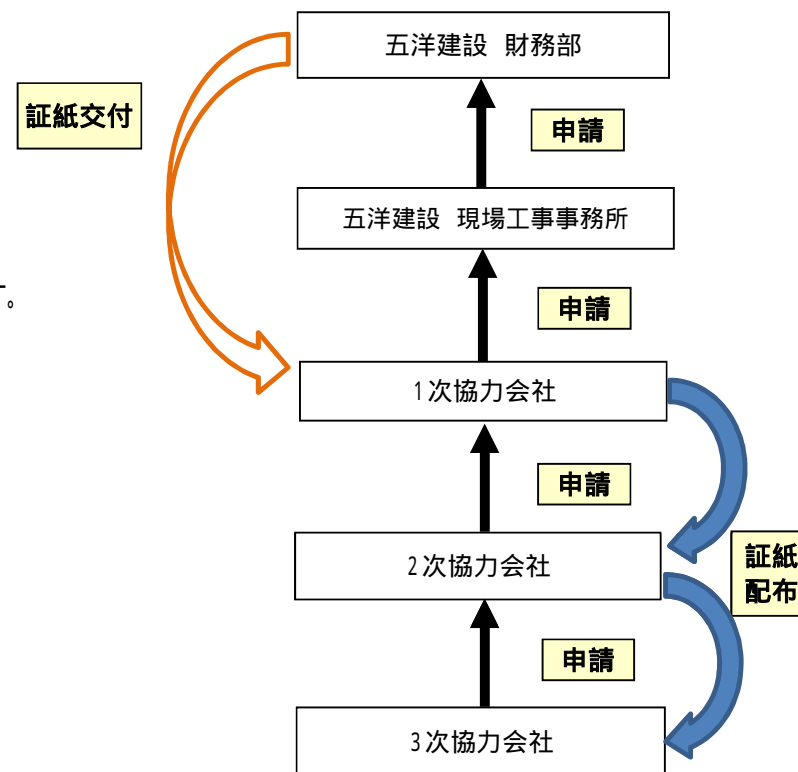 五洋建設 財務部
証紙交付
申請
五洋建設 現場工事事務所
す。
申請
1次協力会社
申請
2次協力会社
証紙
配布
申請
3次協力会社